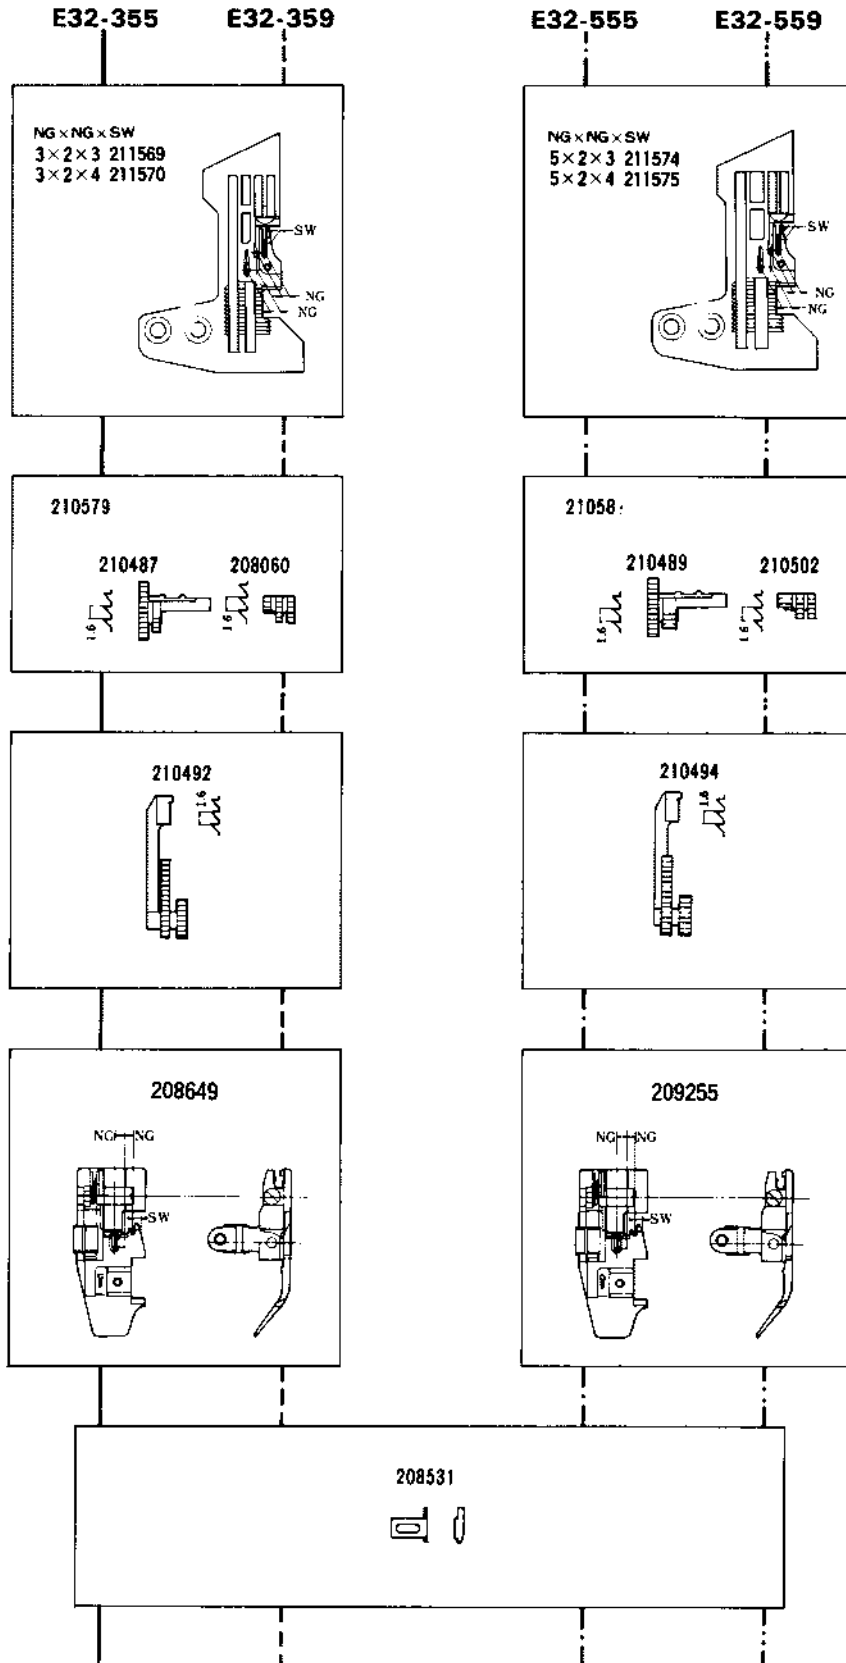 E32-355 E32-359 E32-555 E32-559
NG×NG×SW
3×2×3 211569
3×2×4 211570
SW
NG
NG
NG×NG×SW
5×2×3 211574
5×2×4 211575
SW
NG
NG
210579
210487 208060
1.6 1.6
210489 210502
1.6 1.6
210492
1.6
210494
1.6
208649
NG NG
SW
209255
NG NG
SW
208531